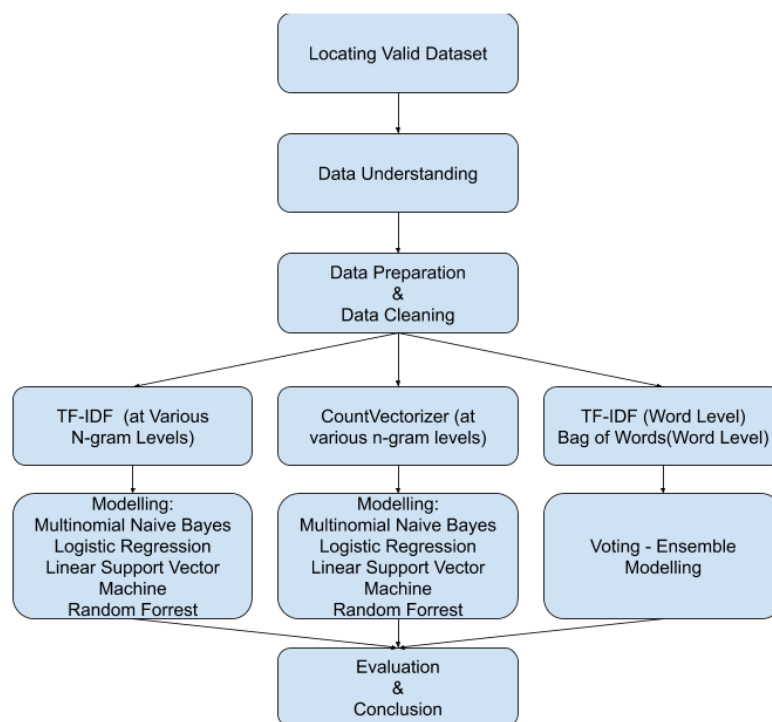 Locating Valid Dataset
Data Understanding
Data Preparation
&
Data Cleaning
TF-IDF (at Various
N-gram Levels)
CountVectorizer (at
various n-gram levels)
TF-IDF (Word Level)
Bag of Words(Word Level)
Modelling:
Multinomial Naive Bayes
Logistic Regression
Linear Support Vector
Machine
Random Forrest
Modelling:
Multinomial Naive Bayes
Logistic Regression
Linear Support Vector
Machine
Random Forrest
Voting - Ensemble
Modelling
Evaluation
&
Conclusion